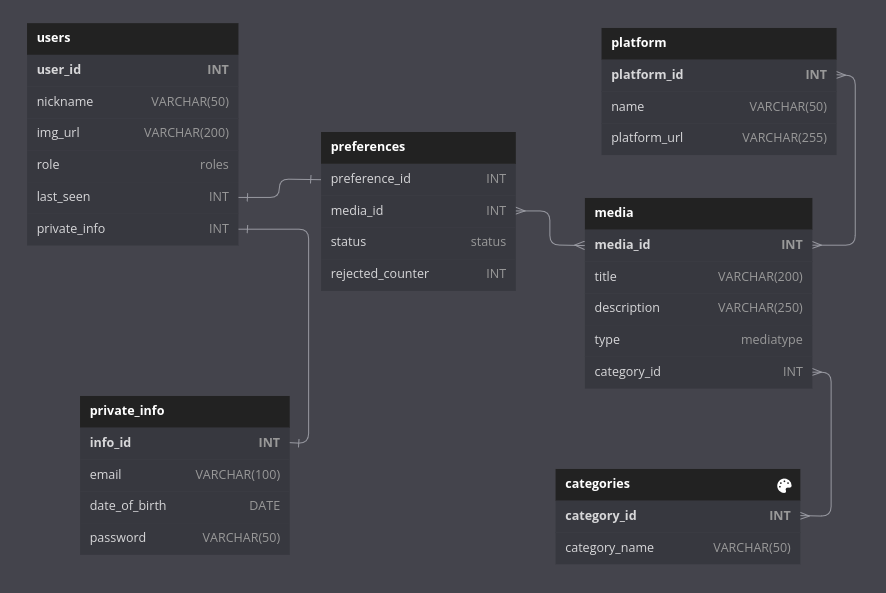 users
user_id INT
nickname VARCHAR(50)
img_url VARCHAR(200)
role roles
last_seen INT
private_info INT
preferences
preference_id INT
media_id INT
status status
rejected_counter INT
platform
platform_id INT
name VARCHAR(50)
platform_url VARCHAR(255)
media
media_id INT
title VARCHAR(200)
description VARCHAR(250)
type mediatype
category_id INT
private_info
info_id INT
email VARCHAR(100)
date_of_birth DATE
password VARCHAR(50)
categories
category_id INT
category_name VARCHAR(50)